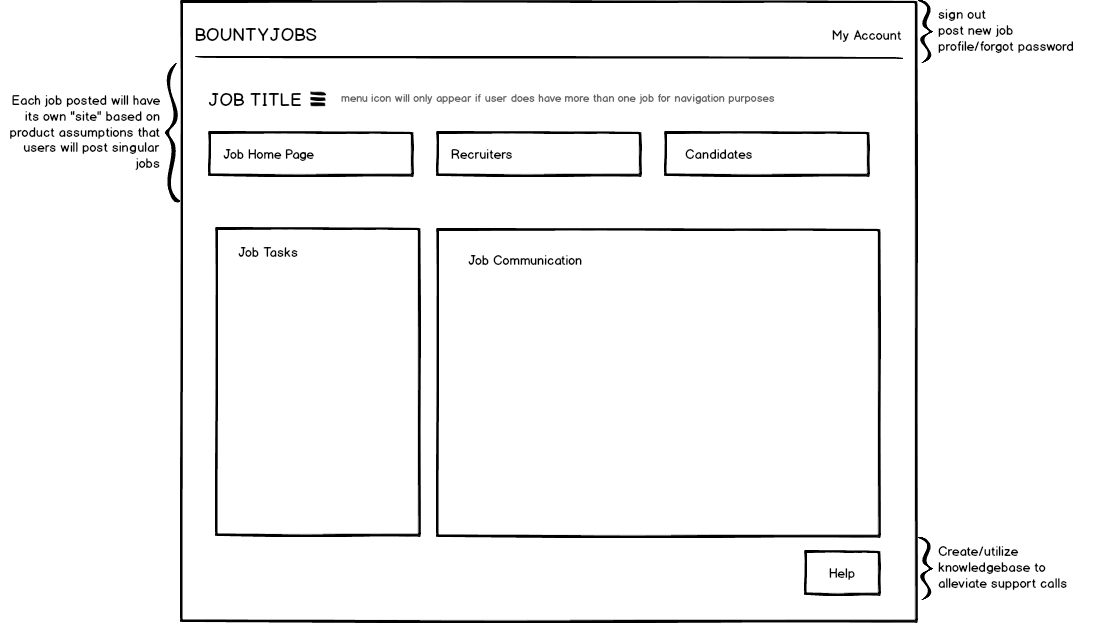 sign out
BOUNTYJOBS
My Account
post new job
profile/forgot password
Each job posted will have
its own "site" based on
product assumptions that
users will post singular
jobs
JOB TITLE
menu icon will only appear if user does have more than one job for navigation purposes
Job Home Page
Recruiters
Candidates
Job Tasks
Job Communication
Help
Create/utilize
knowledgebase to
alleviate support calls